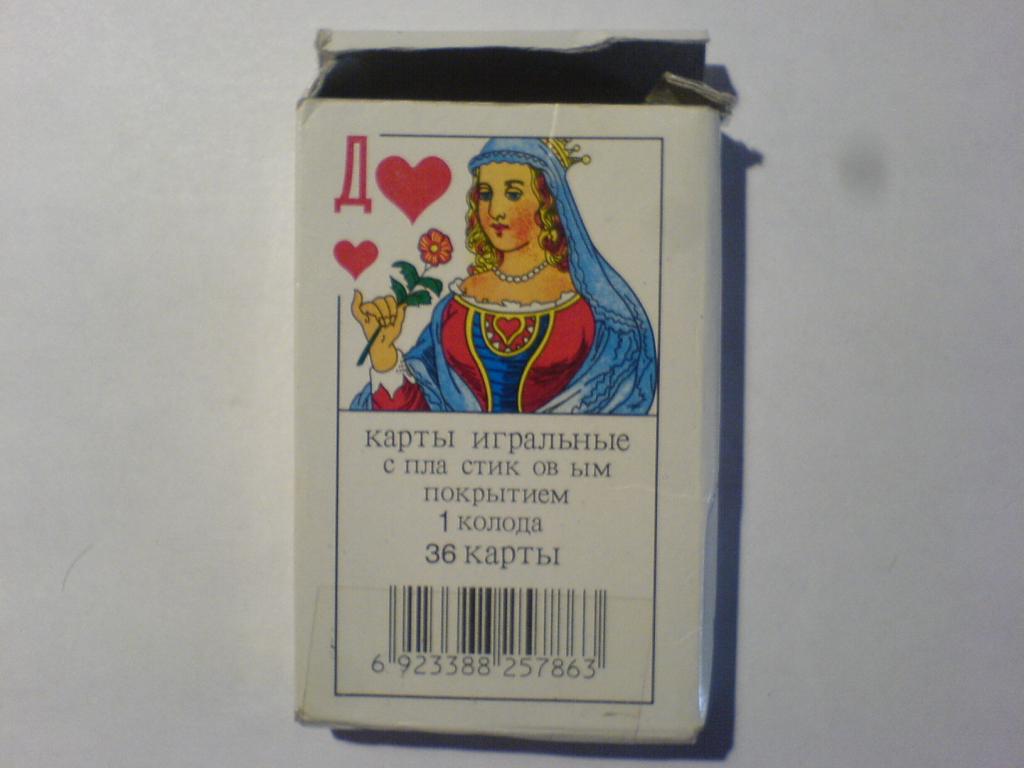 Д
карты игральные
с пла стик ов ым
покрытием
1 колода
36 карты
6 923388 257863